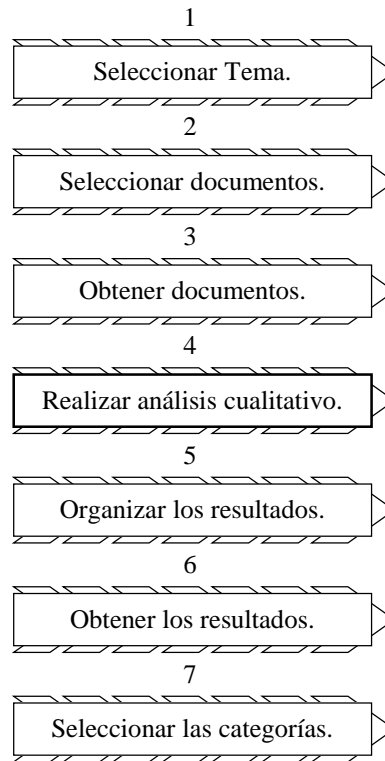 1
Seleccionar Tema.
2
Seleccionar documentos.
3
Obtener documentos.
4
Realizar análisis cualitativo.
5
Organizar los resultados.
6
Obtener los resultados.
7
Seleccionar las categorías.